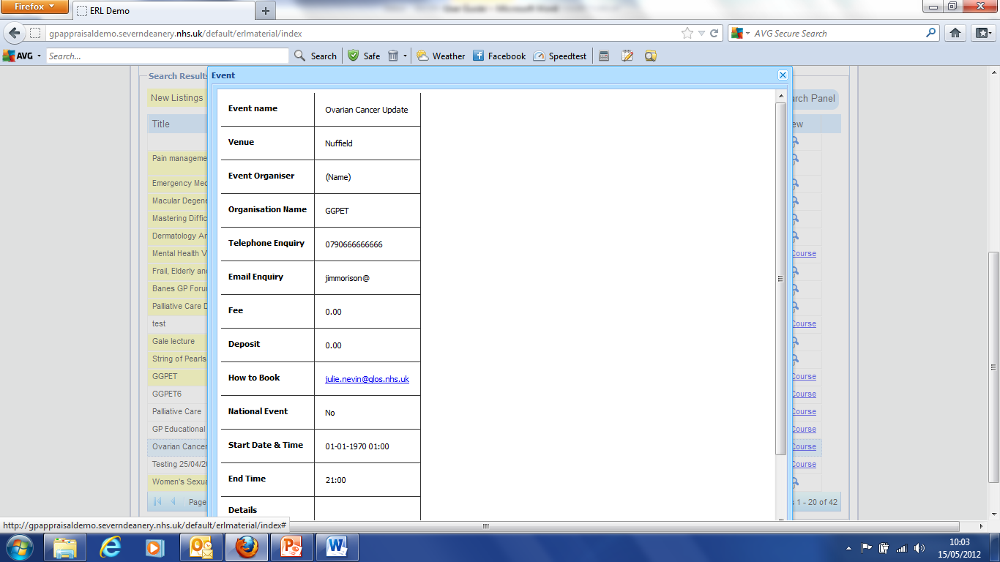 Firefox
ERL Demo
User Guide - Microsoft Word
gpappraisaldemo.severndeanery.nhs.uk/default/erlmaterial/index
AVG Secure Search
AVG
Search...
Search
Safe
Weather
Facebook
Speedtest
Search Results
Event
New Listings
arch Panel
Title
ew
Event name Ovarian Cancer Update
Venue Nuffield
Event Organiser (Name)
Organisation Name GGPET
Telephone Enquiry 0790666666666
Email Enquiry jimmorison@
Fee 0.00
Deposit 0.00
How to Book julie.nevin@glos.nhs.uk
National Event No
Start Date & Time 01-01-1970 01:00
End Time 21:00
Details
Pain manageme
Emergency Med
Macular Degene
Mastering Diffic
Dermatology An
Mental Health V
Course
Frail, Elderly and
Banes GP Foru
Palliative Care D
test
Course
Gale lecture
String of Pearls
GGPET
Course
GGPET6
Course
Palliative Care
Course
GP Educational
Course
Ovarian Cancer
Course
Testing 25/04/20
Course
Women's Sexua
Page
s 1 - 20 of 42
http://gpappraisaldemo.severndeanery.nhs.uk/default/erlmaterial/index#
10:03
15/05/2012